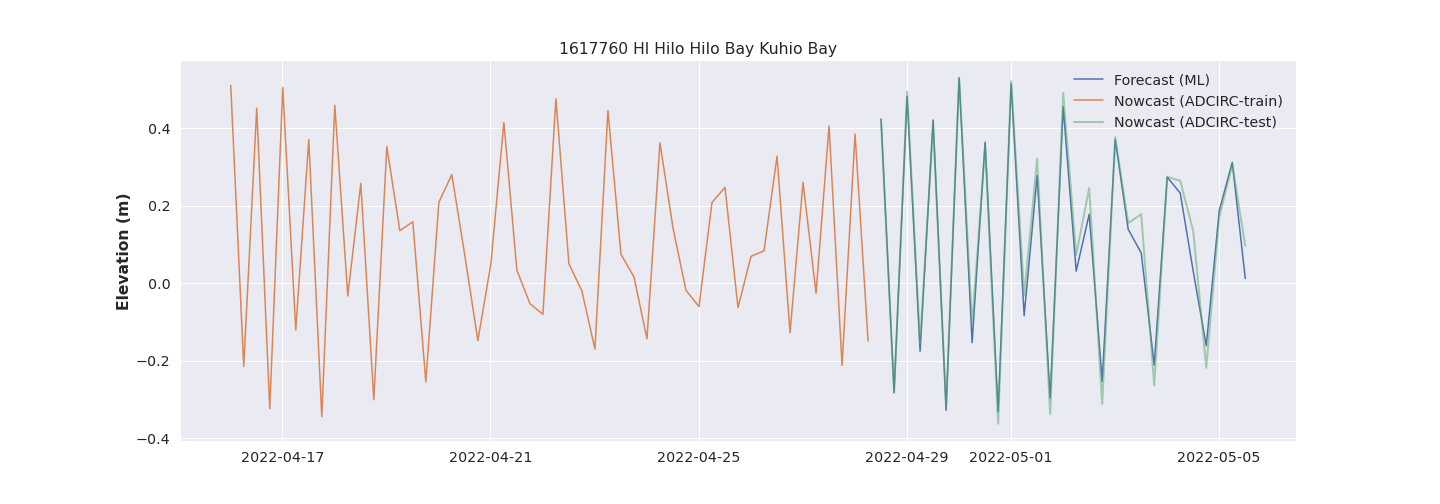 1617760 HI Hilo Hilo Bay Kuhio Bay
Forecast (ML)
Nowcast (ADCIRC-train)
Nowcast (ADCIRC-test)
Elevation (m)
0.4
0.2
0.0
−0.2
−0.4
2022-04-17
2022-04-21
2022-04-25
2022-04-29
2022-05-01
2022-05-05